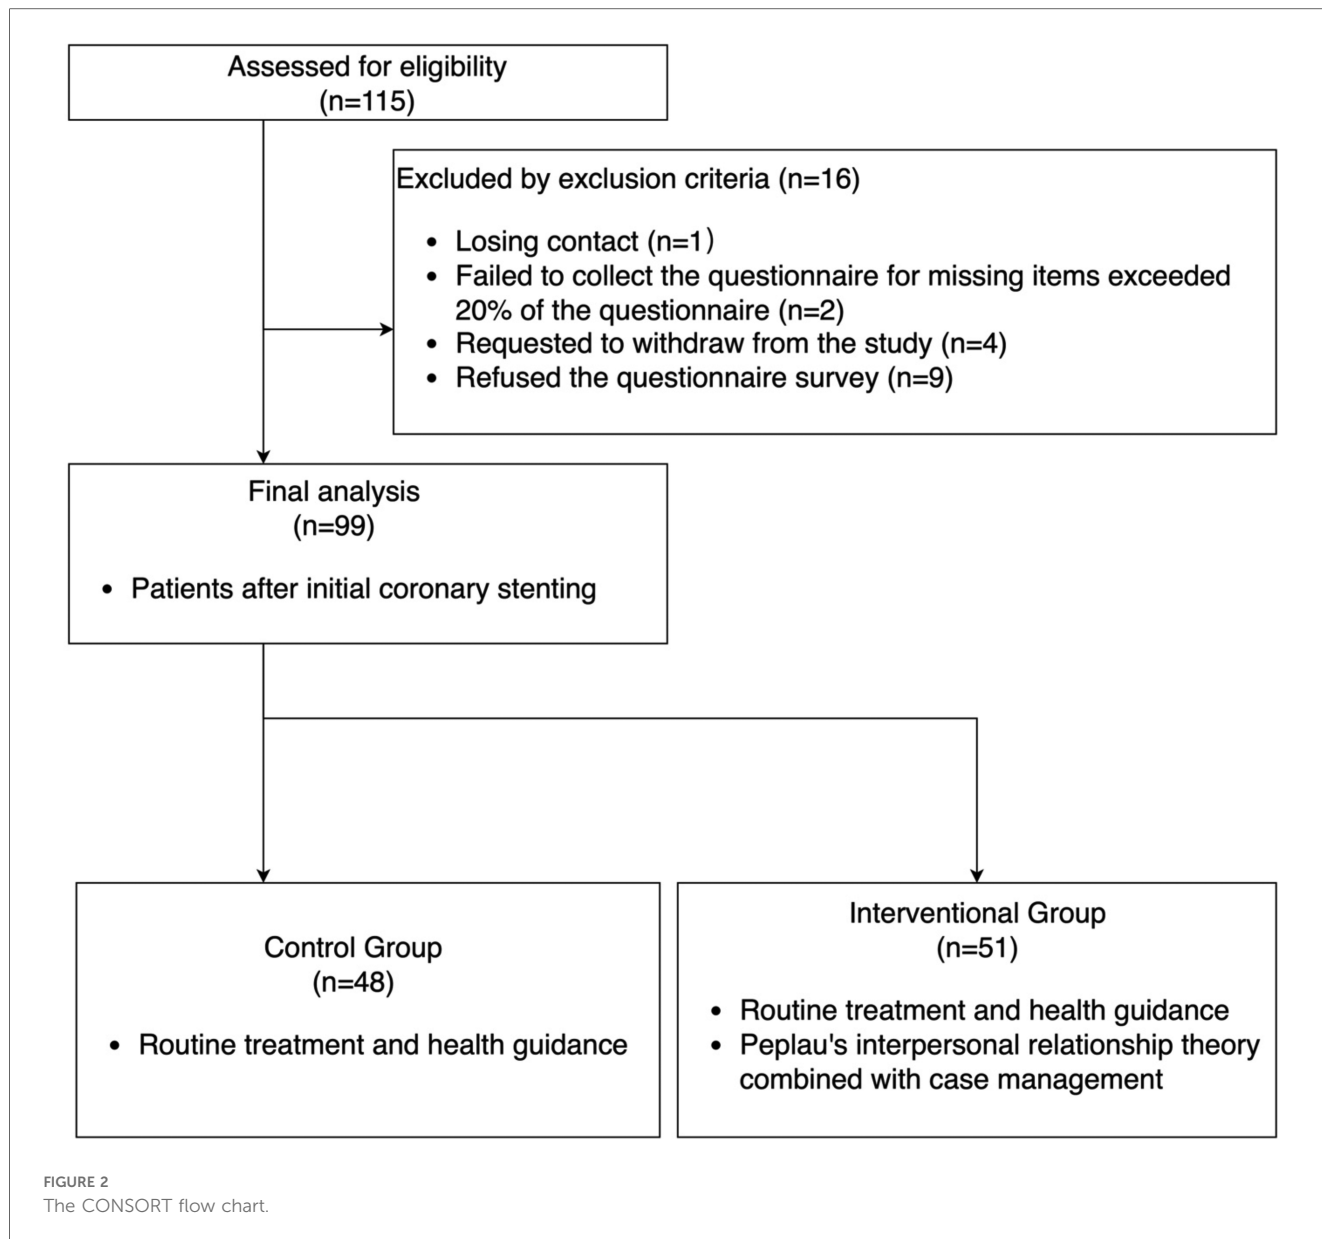 Assessed for eligibility
(n=115)
Excluded by exclusion criteria (n=16)
• Losing contact (n=1)
• Failed to collect the questionnaire for missing items exceeded
20% of the questionnaire (n=2)
• Requested to withdraw from the study (n=4)
• Refused the questionnaire survey (n=9)
Final analysis
(n=99)
• Patients after initial coronary stenting
Control Group
(n=48)
• Routine treatment and health guidance
Interventional Group
(n=51)
• Routine treatment and health guidance
• Peplau's interpersonal relationship theory
combined with case management
FIGURE 2
The CONSORT flow chart.